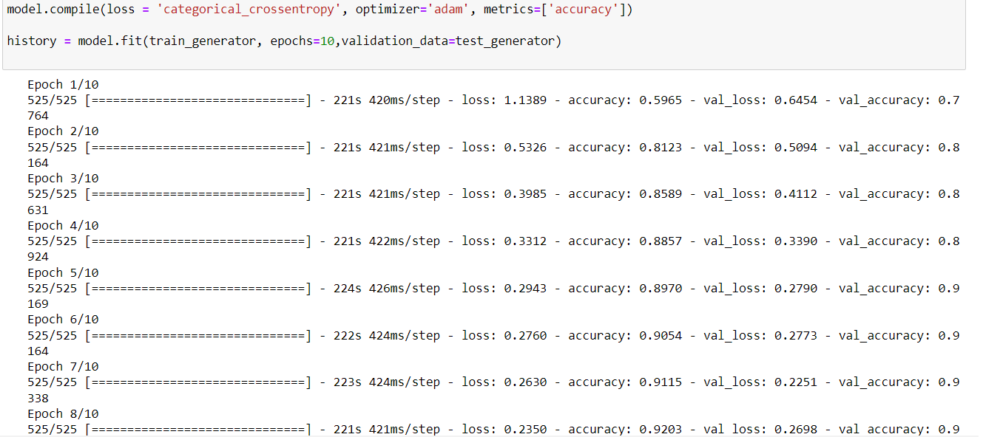 model.compile(loss = 'categorical_crossentropy', optimizer='adam', metrics=['accuracy'])
history = model.fit(train_generator, epochs=10,validation_data=test_generator)
Epoch 1/10
525/525 [==============================] - 221s 420ms/step - loss: 1.1389 - accuracy: 0.5965 - val_loss: 0.6454 - val_accuracy: 0.7
764
Epoch 2/10
525/525 [==============================] - 221s 421ms/step - loss: 0.5326 - accuracy: 0.8123 - val_loss: 0.5094 - val_accuracy: 0.8
164
Epoch 3/10
525/525 [==============================] - 221s 421ms/step - loss: 0.3985 - accuracy: 0.8589 - val_loss: 0.4112 - val_accuracy: 0.8
631
Epoch 4/10
525/525 [==============================] - 221s 422ms/step - loss: 0.3312 - accuracy: 0.8857 - val_loss: 0.3390 - val_accuracy: 0.8
924
Epoch 5/10
525/525 [==============================] - 224s 426ms/step - loss: 0.2943 - accuracy: 0.8970 - val_loss: 0.2790 - val_accuracy: 0.9
169
Epoch 6/10
525/525 [==============================] - 222s 424ms/step - loss: 0.2760 - accuracy: 0.9054 - val_loss: 0.2773 - val_accuracy: 0.9
164
Epoch 7/10
525/525 [==============================] - 223s 424ms/step - loss: 0.2630 - accuracy: 0.9115 - val_loss: 0.2251 - val_accuracy: 0.9
338
Epoch 8/10
525/525 [==============================] - 221s 421ms/step - loss: 0.2350 - accuracy: 0.9203 - val_loss: 0.2698 - val_accuracy: 0.9